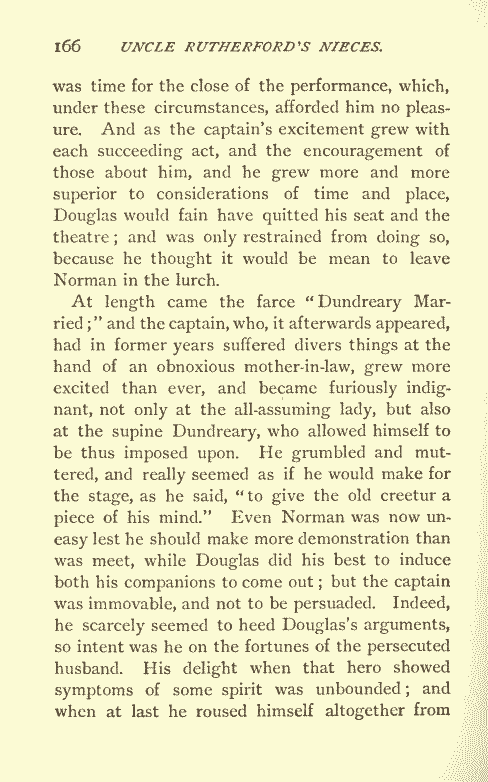 166 UNCLE RUTHERFORD'S NIECES.
was time for the close of the performance, which,
under these circumstances, afforded him no pleas-
ure. And as the captain's excitement grew with
each succeeding act, and the encouragement of
those about him, and he grew more and more
superior to considerations of time and place,
Douglas would fain have quitted his seat and the
theatre; and was only restrained from doing so,
because he thought it would be mean to leave
Norman in the lurch.
At length came the farce "Dundreary Mar-
ried;" and the captain, who, it afterwards appeared,
had in former years suffered divers things at the
hand of an obnoxious mother-in-law, grew more
excited than ever, and became furiously indig-
nant, not only at the all-assuming lady, but also
at the supine Dundreary, who allowed himself to
be thus imposed upon. He grumbled and mut-
tered, and really seemed as if he would make for
the stage, as he said, "to give the old creetur a
piece of his mind." Even Norman was now un-
easy lest he should make more demonstration than
was meet, while Douglas did his best to induce
both his companions to come out; but the captain
was immovable, and not to be persuaded. Indeed,
he scarcely seemed to heed Douglas's arguments,
so intent was he on the fortunes of the persecuted
husband. His delight when that hero showed
symptoms of some spirit was unbounded; and
when at last he roused himself altogether from